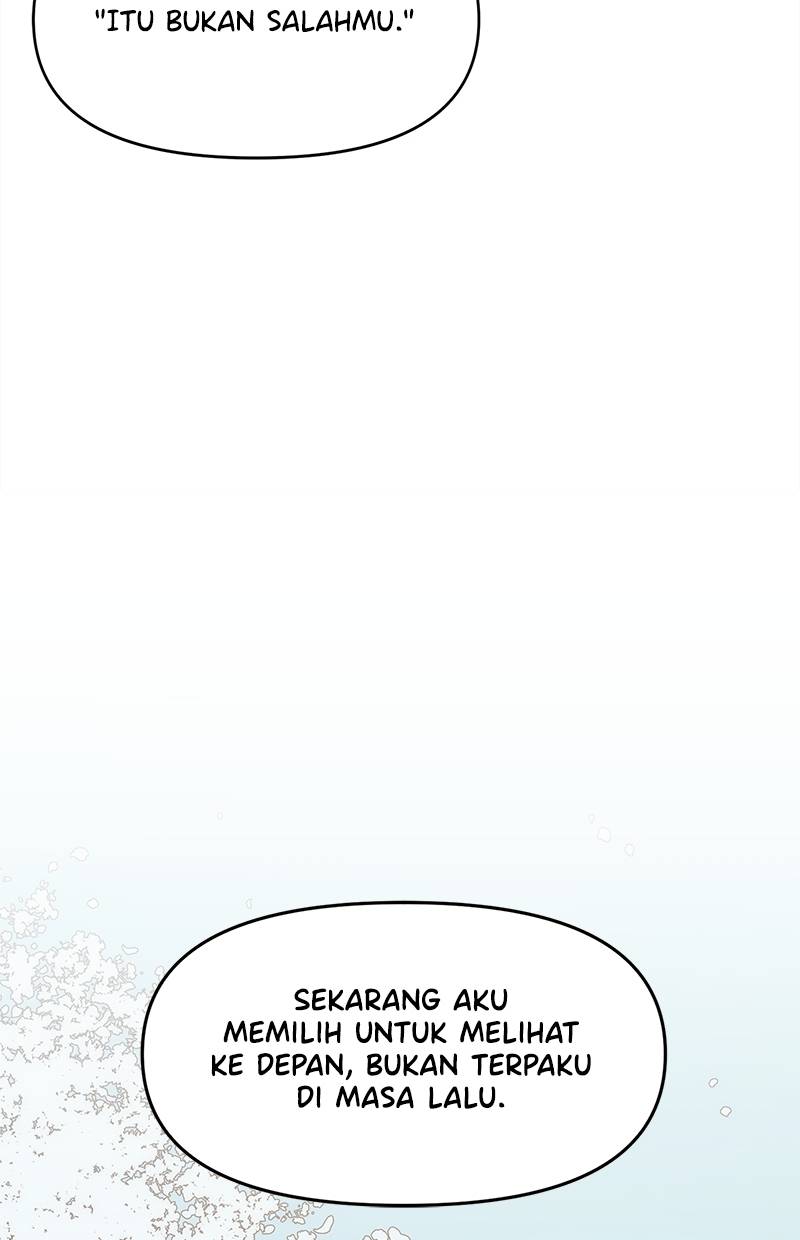 "ITU BUKAN SALAHMU."
SEKARANG AKU
MEMILIH UNTUK MELIHAT
KE DEPAN, BUKAN TERPAKU
DI MASA LALU.